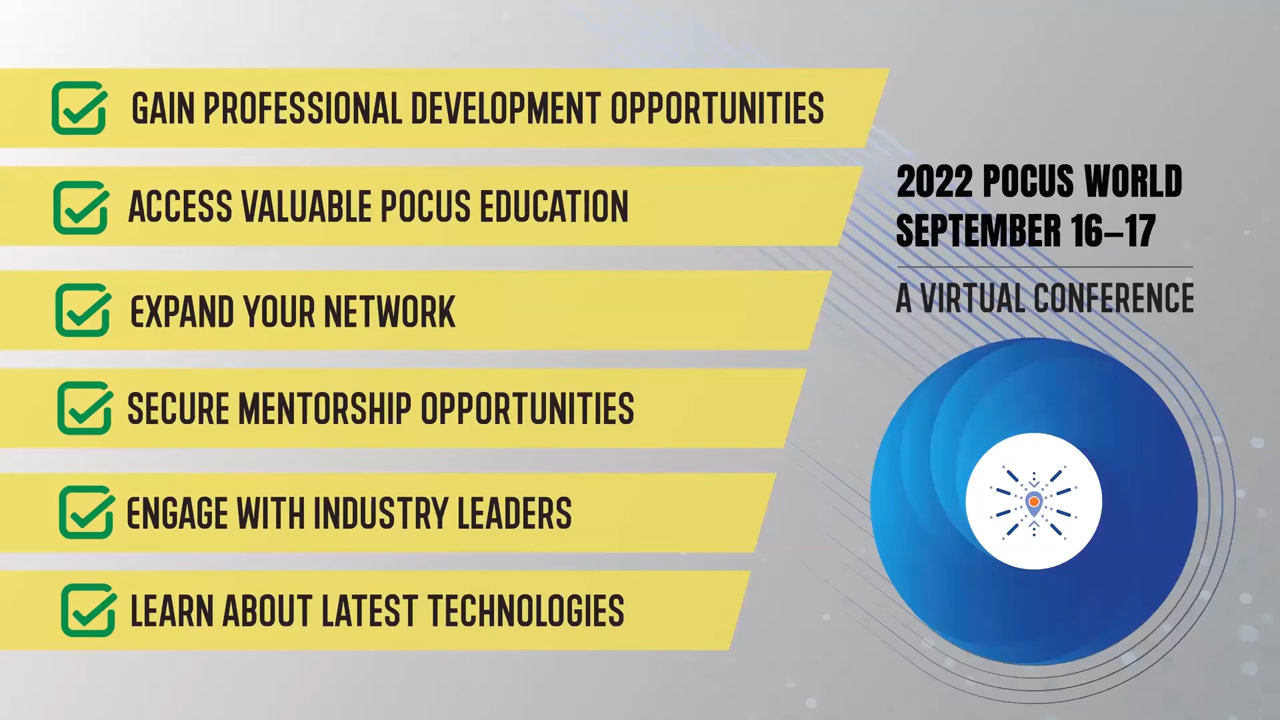 GAIN PROFESSIONAL DEVELOPMENT OPPORTUNITIES
ACCESS VALUABLE POCUS EDUCATION
EXPAND YOUR NETWORK
SECURE MENTORSHIP OPPORTUNITIES
ENGAGE WITH INDUSTRY LEADERS
LEARN ABOUT LATEST TECHNOLOGIES
2022 POCUS WORLD
SEPTEMBER 16–17
A VIRTUAL CONFERENCE